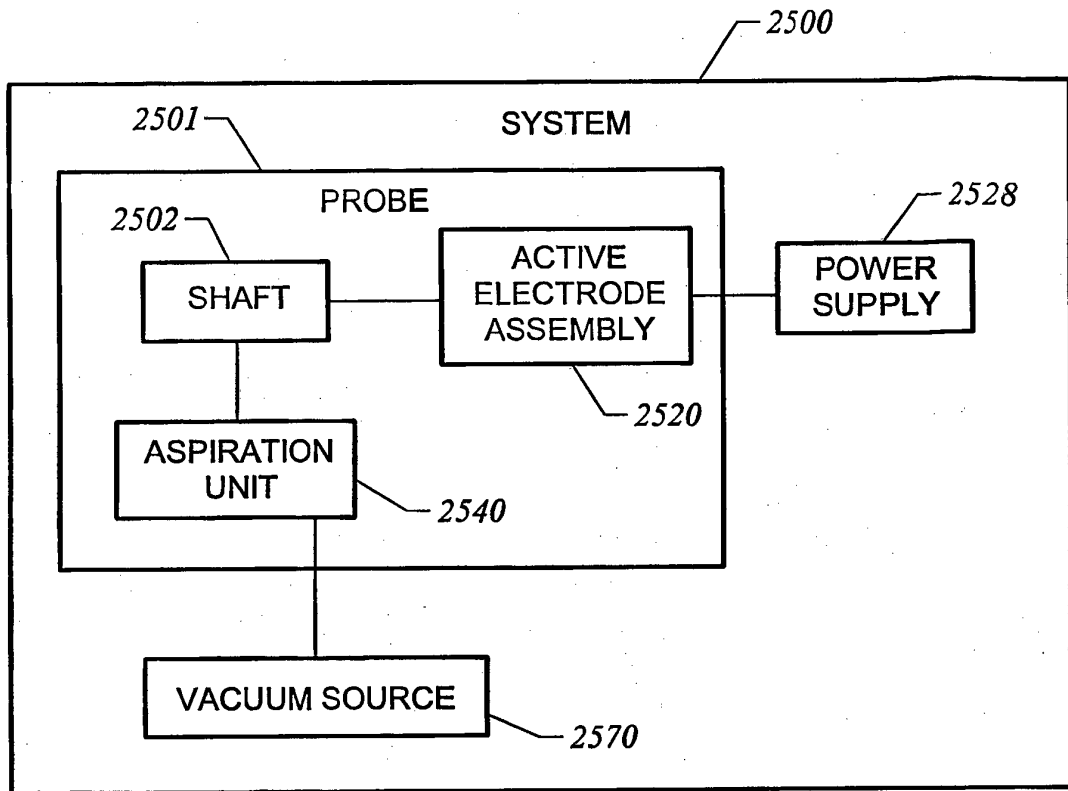 2500
SYSTEM
2501
PROBE
2502
2528
SHAFT
ACTIVE
ELECTRODE
ASSEMBLY
POWER
SUPPLY
2520
ASPIRATION
UNIT
2540
VACUUM SOURCE
2570